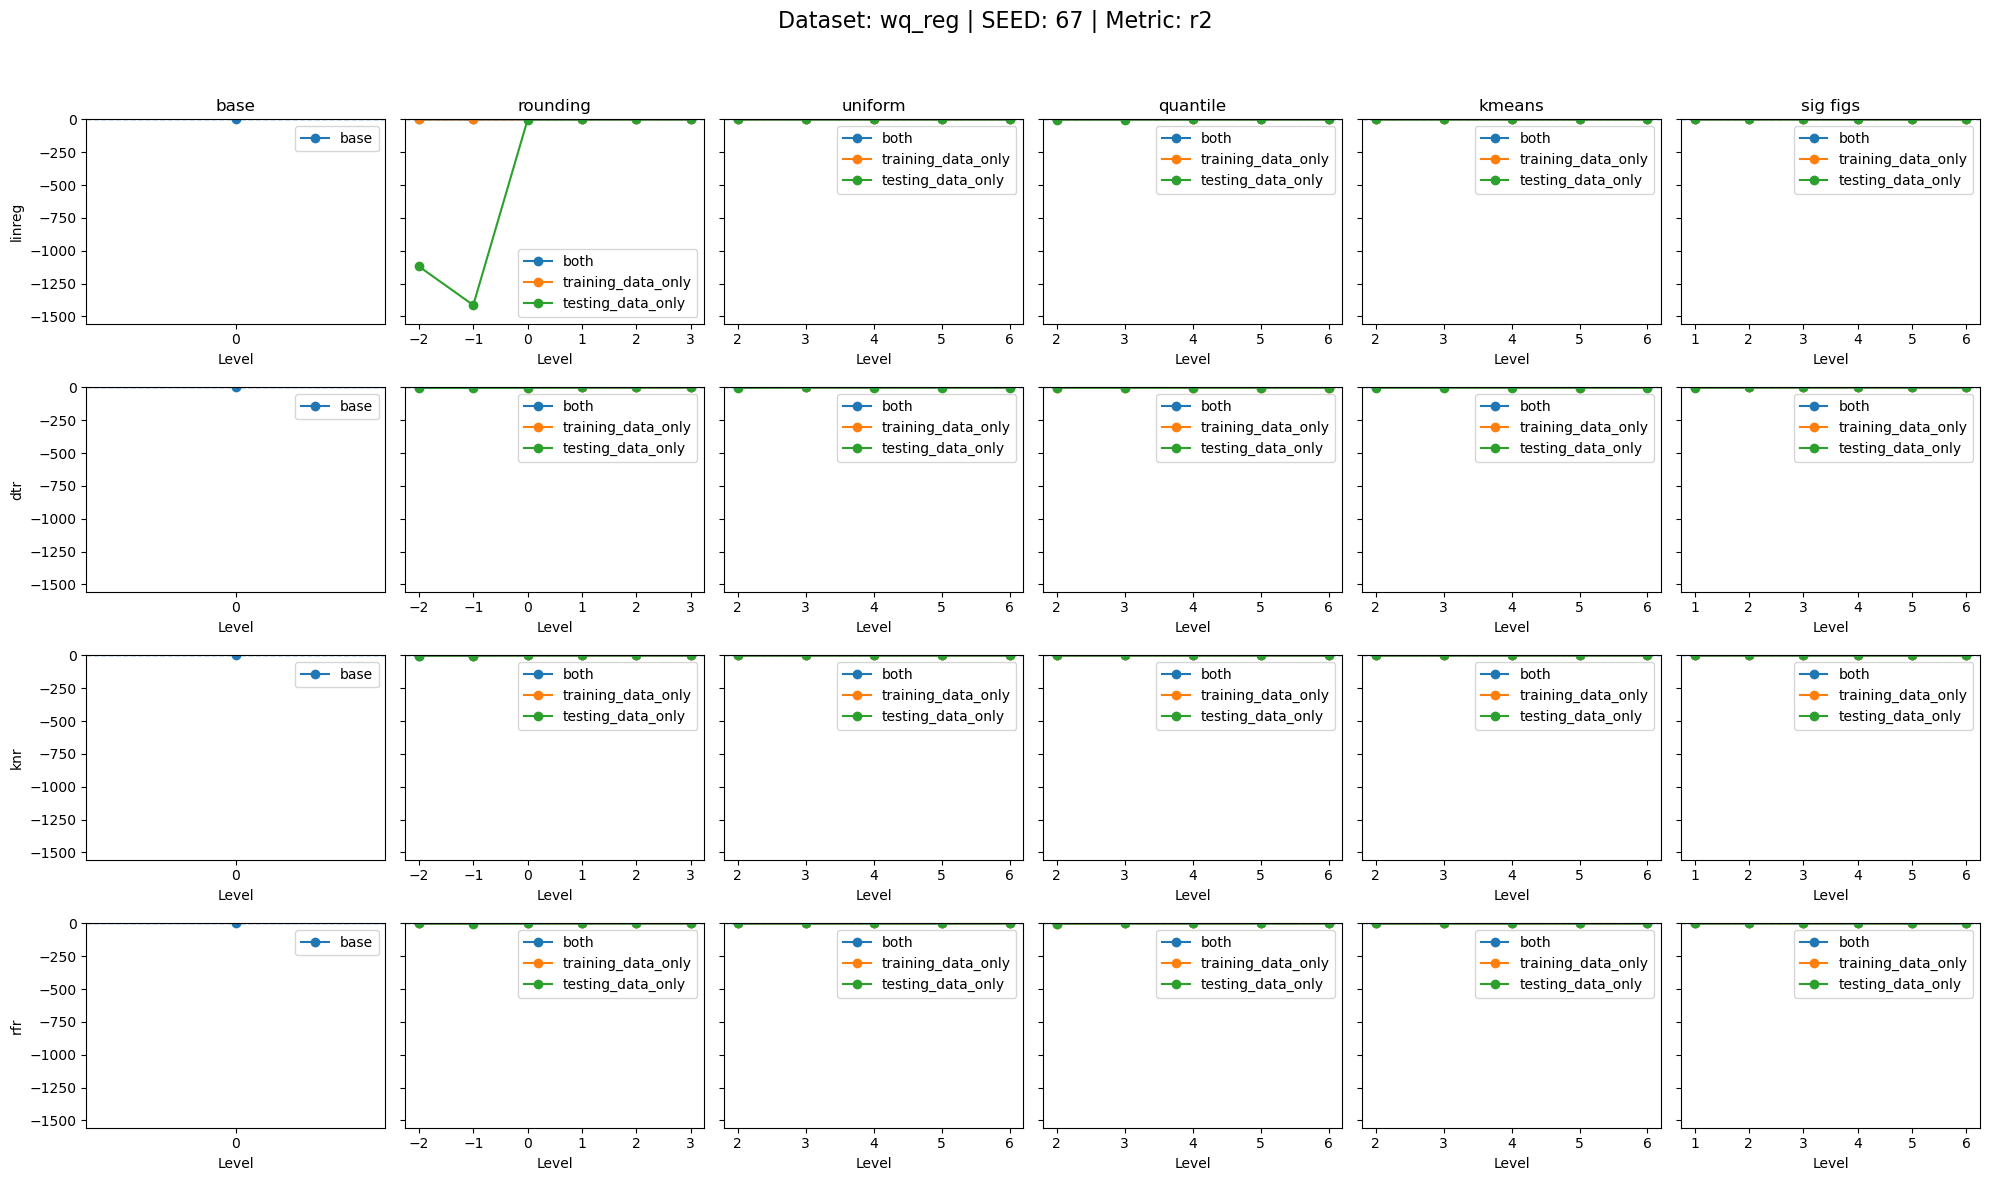 Dataset: wq_reg | SEED: 67 | Metric: r2
base rounding uniform quantile kmeans sig figs
linreg
0
−250
−500
−750
−1000
−1250
−1500
base
both
training_data_only
testing_data_only
both
training_data_only
testing_data_only
both
training_data_only
testing_data_only
both
training_data_only
testing_data_only
both
training_data_only
testing_data_only
0 −2 −1 0 1 2 3 2 3 4 5 6 2 3 4 5 6 2 3 4 5 6 1 2 3 4 5 6
Level Level Level Level Level Level
dtr
0
−250
−500
−750
−1000
−1250
−1500
base
both
training_data_only
testing_data_only
both
training_data_only
testing_data_only
both
training_data_only
testing_data_only
both
training_data_only
testing_data_only
both
training_data_only
testing_data_only
0 −2 −1 0 1 2 3 2 3 4 5 6 2 3 4 5 6 2 3 4 5 6 1 2 3 4 5 6
Level Level Level Level Level Level
knr
0
−250
−500
−750
−1000
−1250
−1500
base
both
training_data_only
testing_data_only
both
training_data_only
testing_data_only
both
training_data_only
testing_data_only
both
training_data_only
testing_data_only
both
training_data_only
testing_data_only
0 −2 −1 0 1 2 3 2 3 4 5 6 2 3 4 5 6 2 3 4 5 6 1 2 3 4 5 6
Level Level Level Level Level Level
rfr
0
−250
−500
−750
−1000
−1250
−1500
base
both
training_data_only
testing_data_only
both
training_data_only
testing_data_only
both
training_data_only
testing_data_only
both
training_data_only
testing_data_only
both
training_data_only
testing_data_only
0 −2 −1 0 1 2 3 2 3 4 5 6 2 3 4 5 6 2 3 4 5 6 1 2 3 4 5 6
Level Level Level Level Level Level